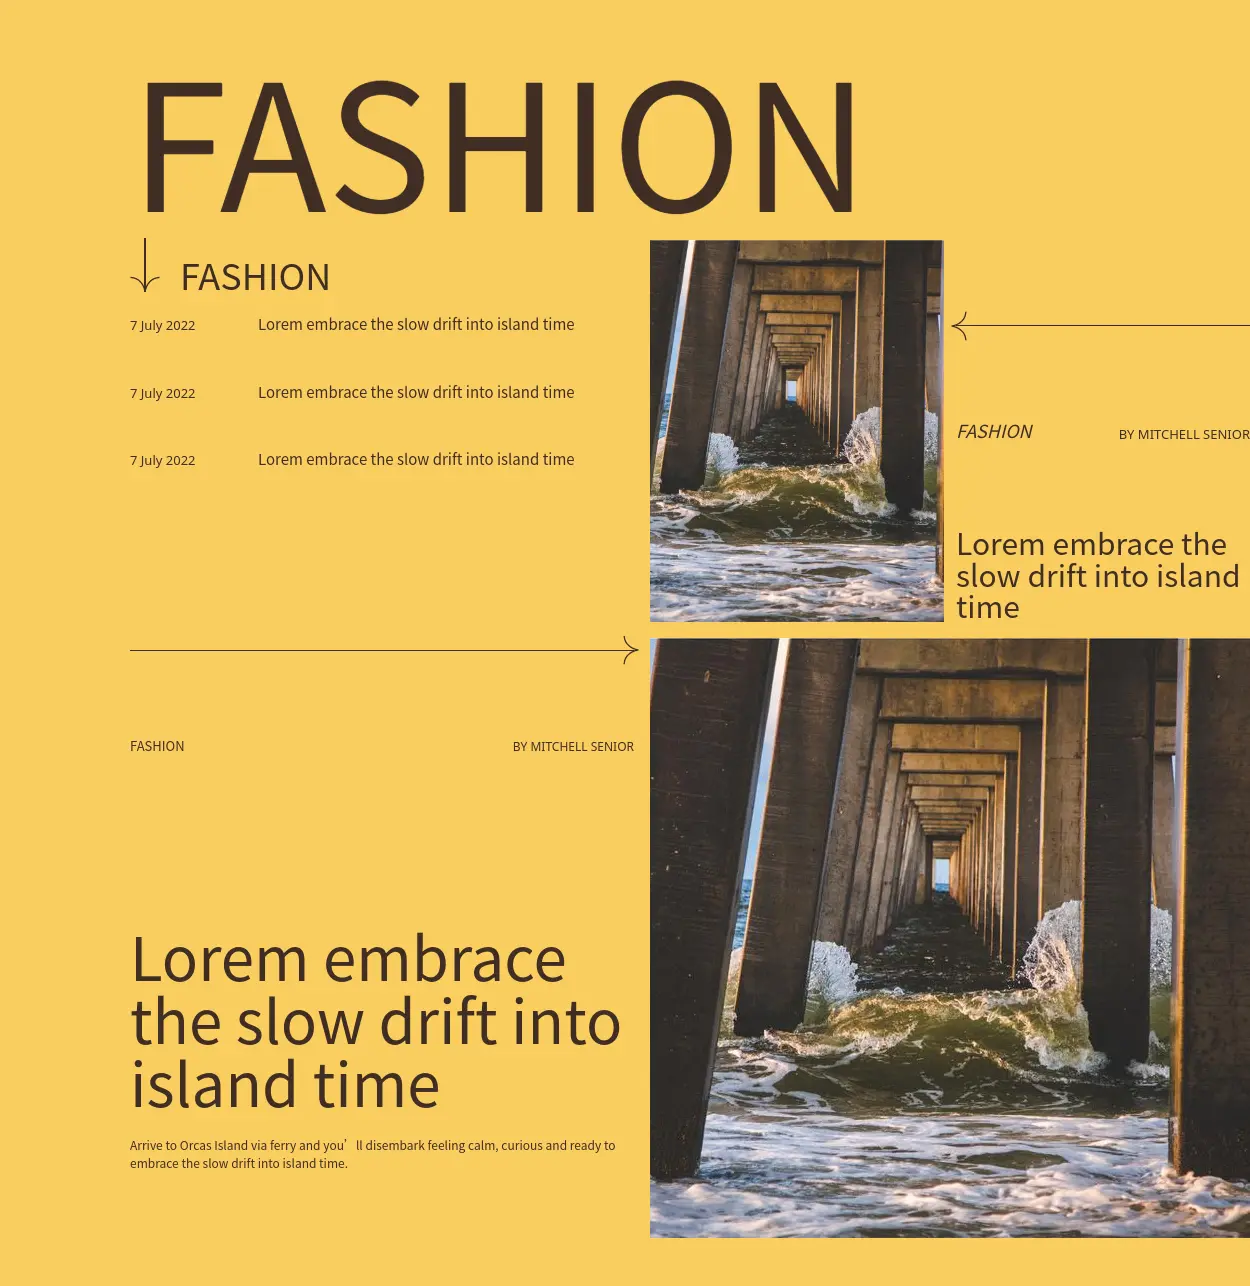 FASHION
FASHION
7 July 2022 Lorem embrace the slow drift into island time
7 July 2022 Lorem embrace the slow drift into island time
7 July 2022 Lorem embrace the slow drift into island time
FASHION BY MITCHELL SENIOR
Lorem embrace the
slow drift into island
time
FASHION BY MITCHELL SENIOR
Lorem embrace
the slow drift into
island time
Arrive to Orcas Island via ferry and you’ll disembark feeling calm, curious and ready to
embrace the slow drift into island time.